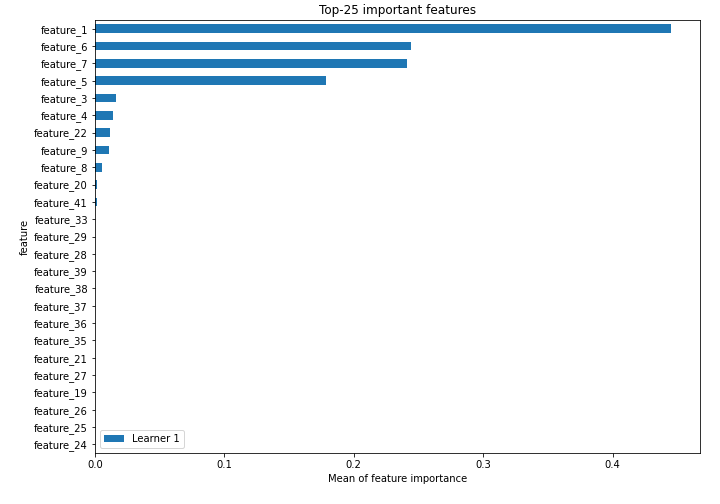 Top-25 important features
feature_1
feature_6
feature_7
feature_5
feature_3
feature_4
feature_22
feature_9
feature_8
feature_20
feature_41
feature_33
feature_29
feature_28
feature_39
feature_38
feature_37
feature_36
feature_35
feature_21
feature_27
feature_19
feature_26
feature_25
feature_24
feature
Learner 1
0.0 0.1 0.2 0.3 0.4
Mean of feature importance